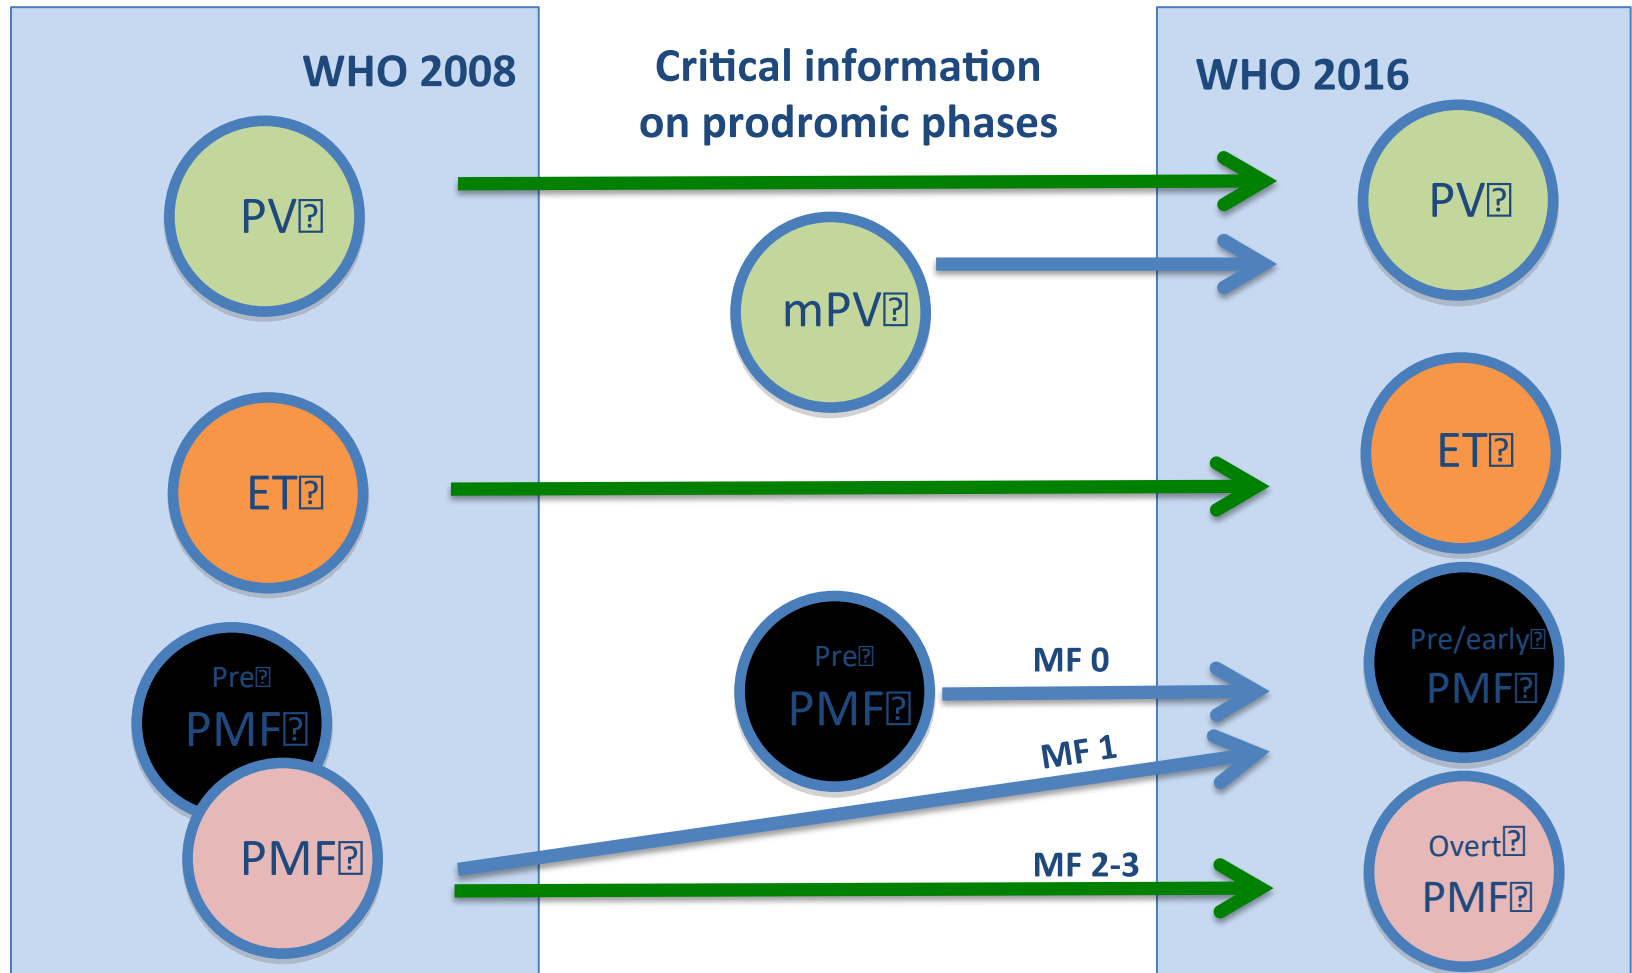 WHO 2008
PV
ET
Pre
PMF
PMF
Critical information
on prodromic phases
mPV
Pre
PMF
MF 0
MF 1
MF 2-3
WHO 2016
PV
ET
Pre/early
PMF
Overt
PMF